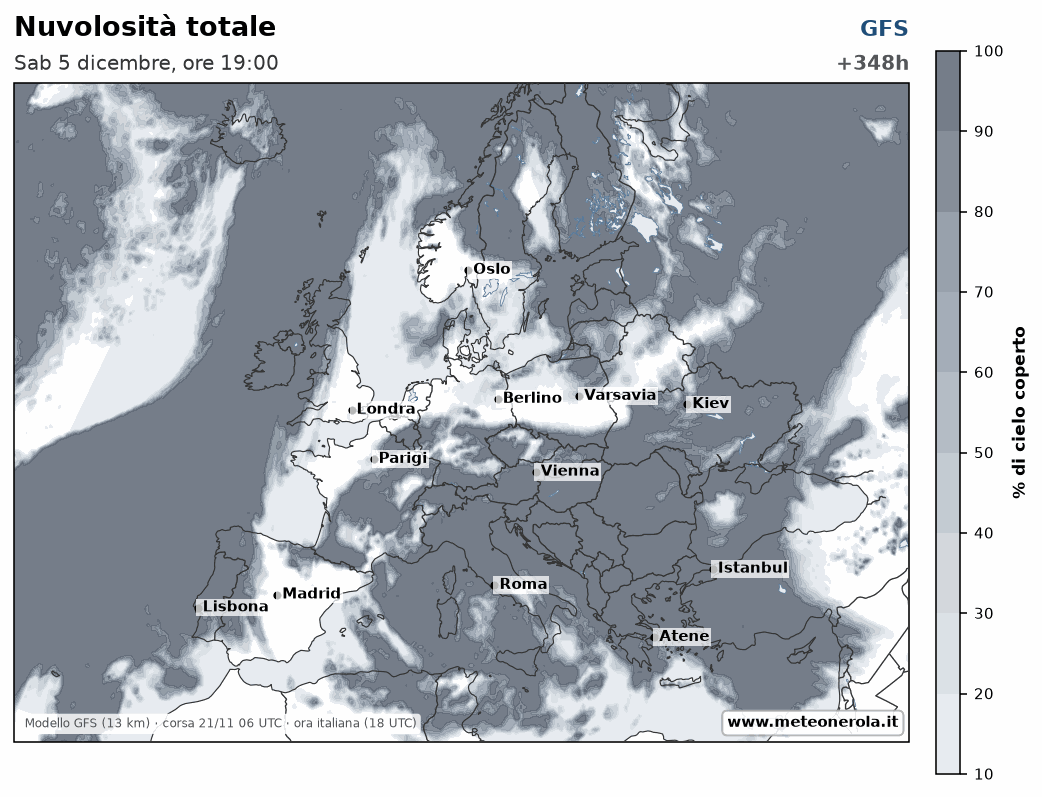 Nuvolosità totale
GFS
Sab 5 dicembre, ore 19:00
+348h
100
90
80
70
60
50
40
30
20
10
% di cielo coperto
Oslo
Londra
Berlino
Varsavia
Kiev
Parigi
Vienna
Istanbul
Roma
Madrid
Lisbona
Atene
Modello GFS (13 km) · corsa 21/11 06 UTC · ora italiana (18 UTC)
www.meteonerola.it